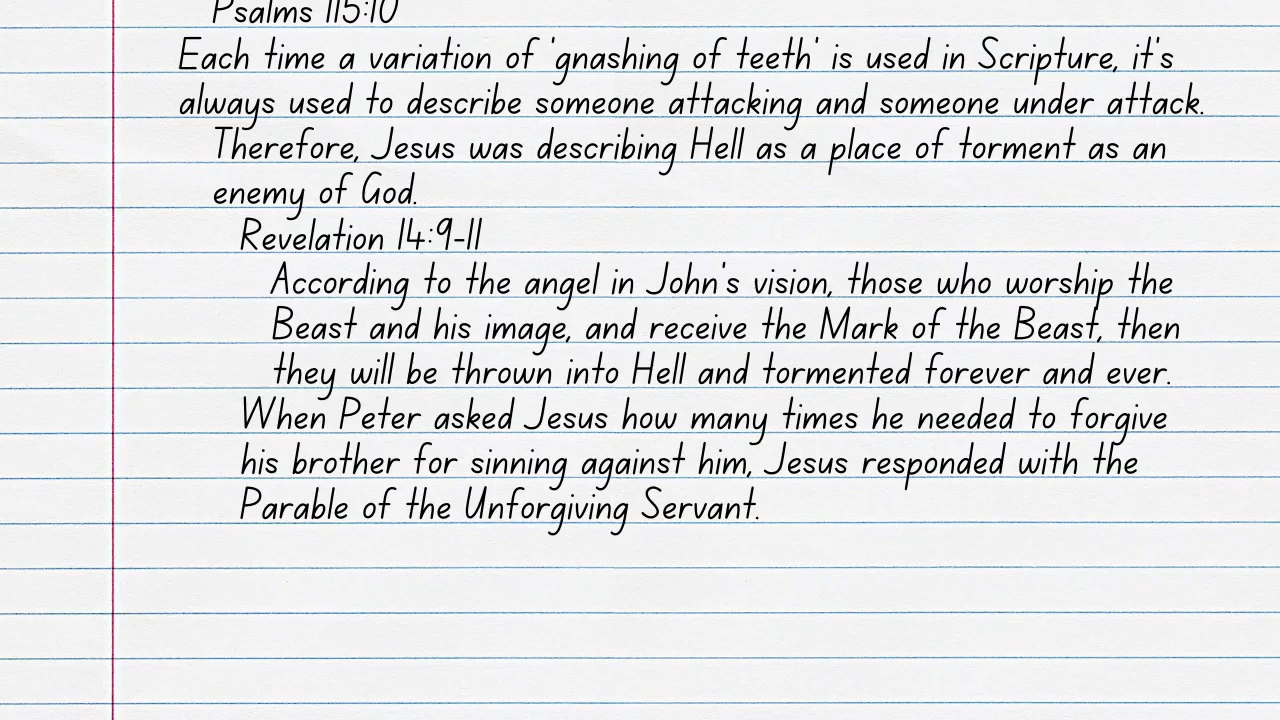 Psalms 115:10
Each time a variation of 'gnashing of teeth' is used in Scripture, it's
always used to describe someone attacking and someone under attack.
Therefore, Jesus was describing Hell as a place of torment as an
enemy of God.
Revelation 14:9-11
According to the angel in John's vision, those who worship the
Beast and his image, and receive the Mark of the Beast, then
they will be thrown into Hell and tormented forever and ever.
When Peter asked Jesus how many times he needed to forgive
his brother for sinning against him, Jesus responded with the
Parable of the Unforgiving Servant.